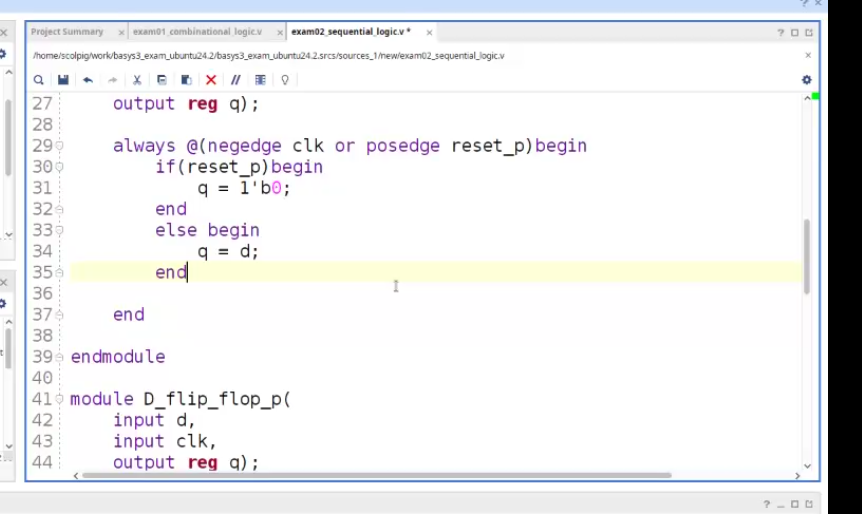 Project Summary
exam01_combinational_logic.v
exam02_sequential_logic.v *
/home/scolpig/work/basys3_exam_ubuntu24.2/basys3_exam_ubuntu24.2.srcs/sources_1/new/exam02_sequential_logic.v
27 output reg q);
28
29 always @(negedge clk or posedge reset_p)begin
30 if(reset_p)begin
31 q = 1'b0;
32 end
33 else begin
34 q = d;
35 end
36
37 end
38
39 endmodule
40
41 module D_flip_flop_p(
42 input d,
43 input clk,
44 output reg q);